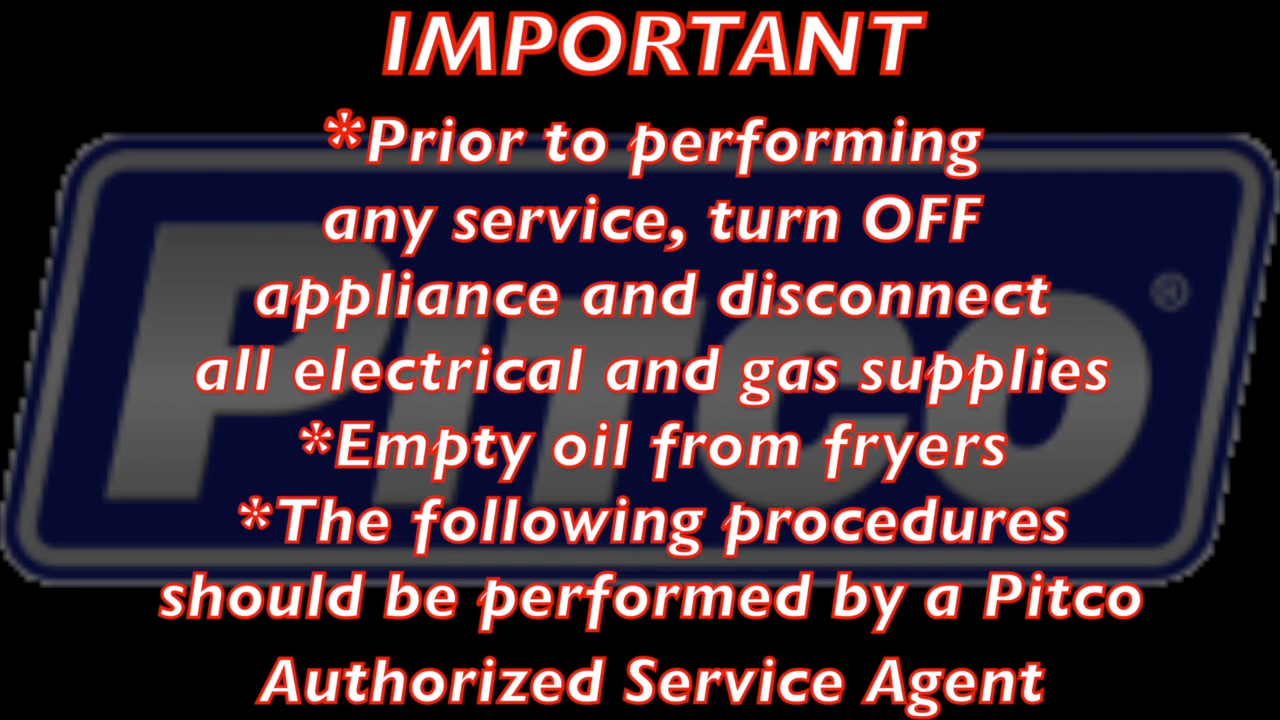 IMPORTANT
*Prior to performing
any service, turn OFF
appliance and disconnect
all electrical and gas supplies
*Empty oil from fryers
*The following procedures
should be performed by a Pitco
Authorized Service Agent
Pitco®